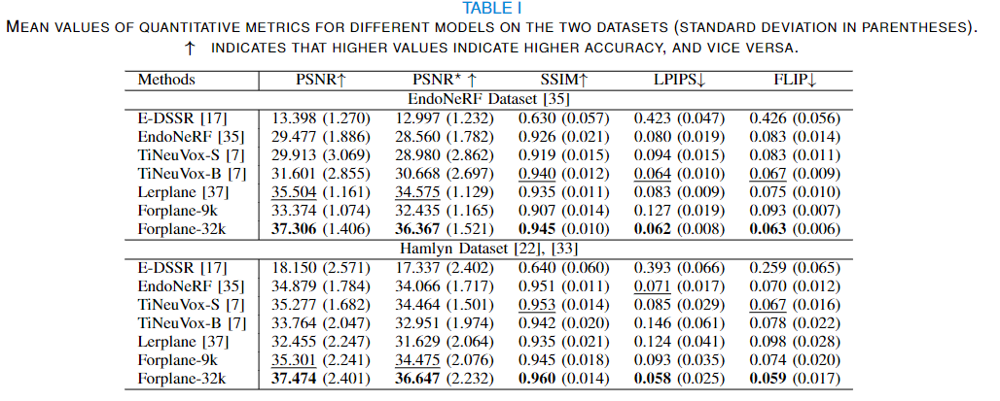 TABLE I
MEAN VALUES OF QUANTITATIVE METRICS FOR DIFFERENT MODELS ON THE TWO DATASETS (STANDARD DEVIATION IN PARENTHESES).
↑ INDICATES THAT HIGHER VALUES INDICATE HIGHER ACCURACY, AND VICE VERSA.
Methods PSNR↑ PSNR* ↑ SSIM↑ LPIPS↓ FLIP↓
EndoNeRF Dataset [35]
E-DSSR [17] 13.398 (1.270) 12.997 (1.232) 0.630 (0.057) 0.423 (0.047) 0.426 (0.056)
EndoNeRF [35] 29.477 (1.886) 28.560 (1.782) 0.926 (0.021) 0.080 (0.019) 0.083 (0.014)
TiNeuVox-S [7] 29.913 (3.069) 28.980 (2.862) 0.919 (0.015) 0.094 (0.015) 0.083 (0.011)
TiNeuVox-B [7] 31.601 (2.855) 30.668 (2.697) 0.940 (0.012) 0.064 (0.010) 0.067 (0.009)
Lerplane [37] 35.504 (1.161) 34.575 (1.129) 0.935 (0.011) 0.083 (0.009) 0.075 (0.010)
Forplane-9k 33.374 (1.074) 32.435 (1.165) 0.907 (0.014) 0.127 (0.019) 0.093 (0.007)
Forplane-32k 37.306 (1.406) 36.367 (1.521) 0.945 (0.010) 0.062 (0.008) 0.063 (0.006)
Hamlyn Dataset [22], [33]
E-DSSR [17] 18.150 (2.571) 17.337 (2.402) 0.640 (0.060) 0.393 (0.066) 0.259 (0.065)
EndoNeRF [35] 34.879 (1.784) 34.066 (1.717) 0.951 (0.011) 0.071 (0.017) 0.070 (0.012)
TiNeuVox-S [7] 35.277 (1.682) 34.464 (1.501) 0.953 (0.014) 0.085 (0.029) 0.067 (0.016)
TiNeuVox-B [7] 33.764 (2.047) 32.951 (1.974) 0.942 (0.020) 0.146 (0.061) 0.078 (0.022)
Lerplane [37] 32.455 (2.247) 31.629 (2.064) 0.935 (0.021) 0.124 (0.041) 0.098 (0.028)
Forplane-9k 35.301 (2.241) 34.475 (2.076) 0.945 (0.018) 0.093 (0.035) 0.074 (0.020)
Forplane-32k 37.474 (2.401) 36.647 (2.232) 0.960 (0.014) 0.058 (0.025) 0.059 (0.017)